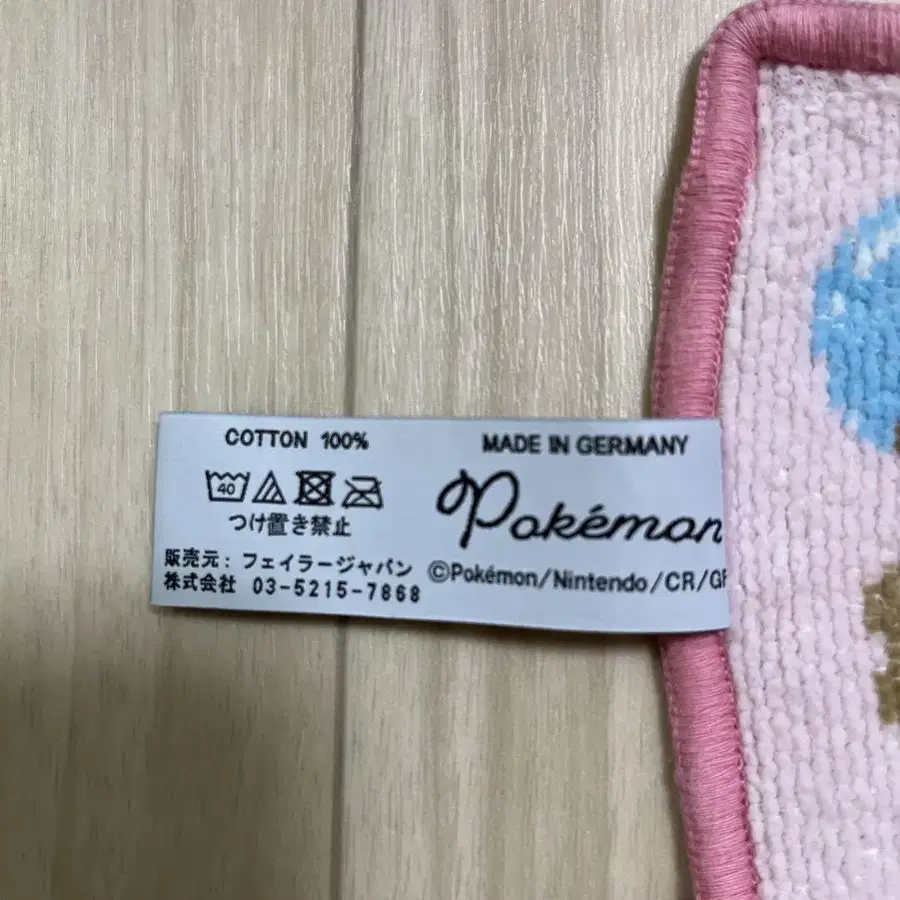 COTTON 100%
MADE IN GERMANY
40
つけ置き禁止
Pokémon
販売元: フェイラージャパン
株式会社 03-5215-7868
©Pokémon/Nintendo/CR/GF